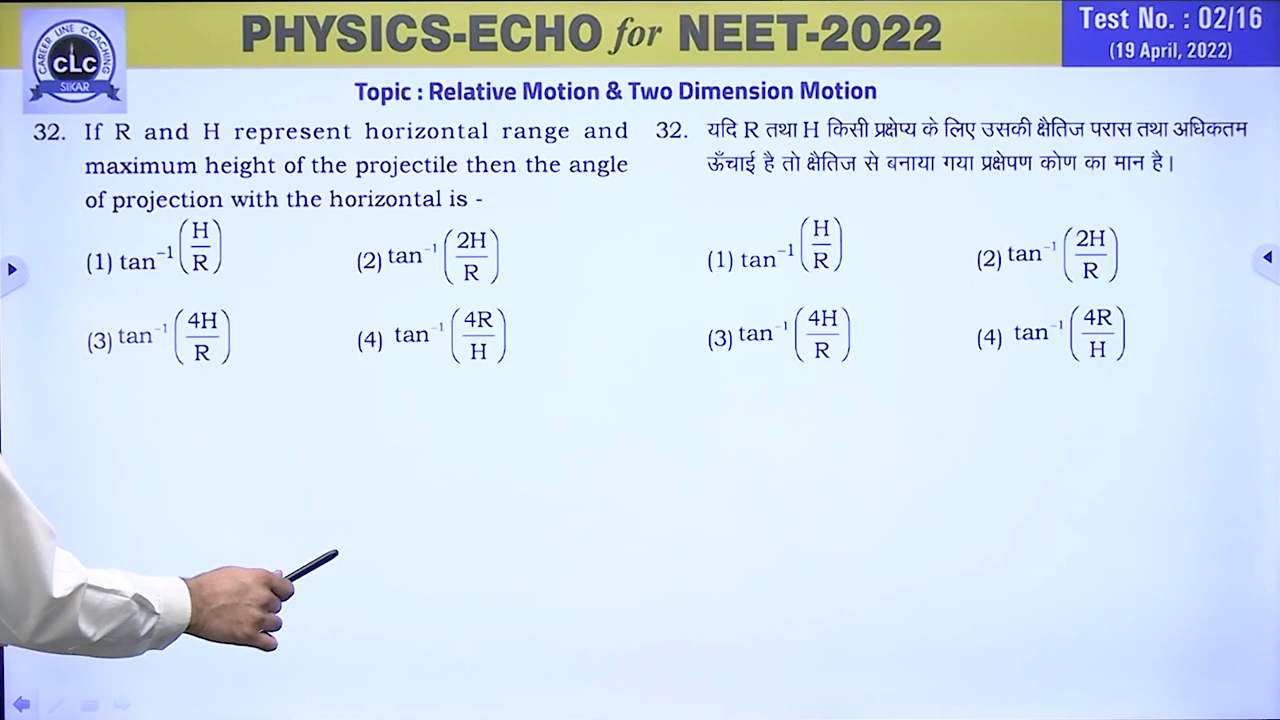 CAREER LINE COACHING
CLC
SIKAR
PHYSICS-ECHO for NEET-2022
Test No. : 02/16
(19 April, 2022)
Topic : Relative Motion & Two Dimension Motion
32. If R and H represent horizontal range and
maximum height of the projectile then the angle
of projection with the horizontal is -
(1) tan⁻¹(H/R) (2) tan⁻¹(2H/R)
(3) tan⁻¹(4H/R) (4) tan⁻¹(4R/H)
32. यदि R तथा H किसी प्रक्षेप्य के लिए उसकी क्षैतिज परास तथा अधिकतम
ऊँचाई है तो क्षैतिज से बनाया गया प्रक्षेपण कोण का मान है।
(1) tan⁻¹(H/R) (2) tan⁻¹(2H/R)
(3) tan⁻¹(4H/R) (4) tan⁻¹(4R/H)